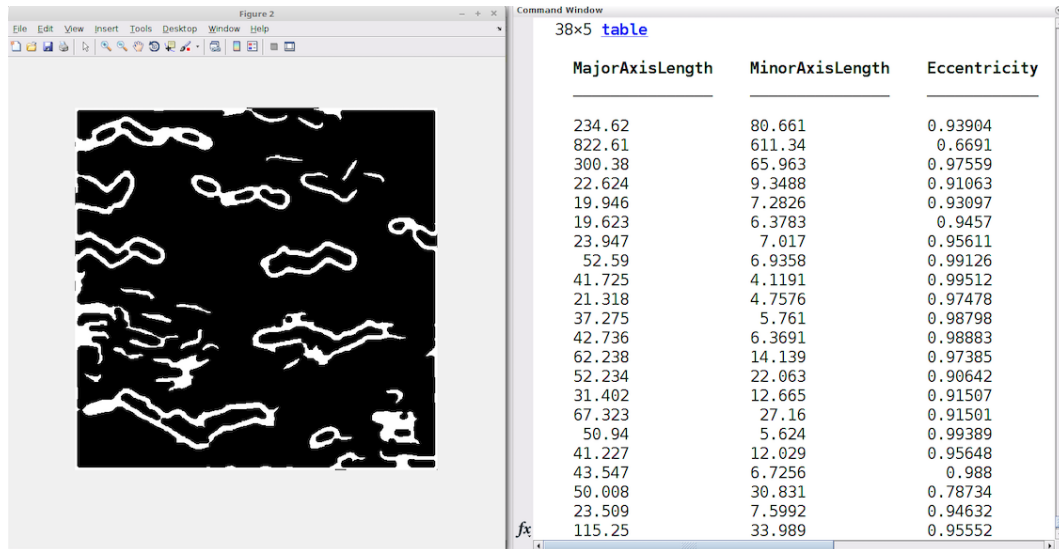 Figure 2
File Edit View Insert Tools Desktop Window Help
Command Window
38×5 table
MajorAxisLength MinorAxisLength Eccentricity
234.62 80.661 0.93904
822.61 611.34 0.6691
300.38 65.963 0.97559
22.624 9.3488 0.91063
19.946 7.2826 0.93097
19.623 6.3783 0.9457
23.947 7.017 0.95611
52.59 6.9358 0.99126
41.725 4.1191 0.99512
21.318 4.7576 0.97478
37.275 5.761 0.98798
42.736 6.3691 0.98883
62.238 14.139 0.97385
52.234 22.063 0.90642
31.402 12.665 0.91507
67.323 27.16 0.91501
50.94 5.624 0.99389
41.227 12.029 0.95648
43.547 6.7256 0.988
50.008 30.831 0.78734
23.509 7.5992 0.94632
fx 115.25 33.989 0.95552